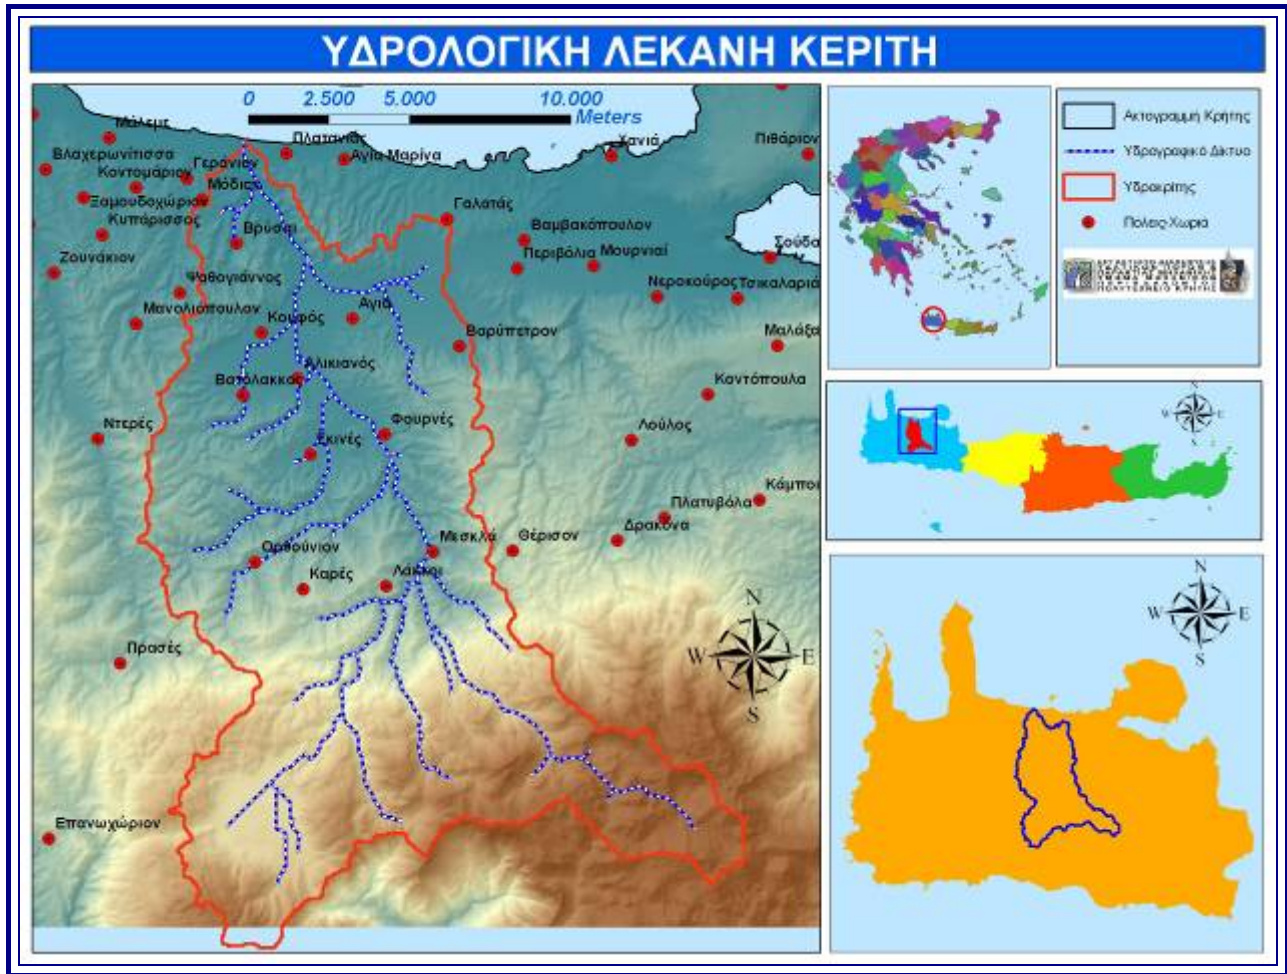 ΥΔΡΟΛΟΓΙΚΗ ΛΕΚΑΝΗ ΚΕΡΙΤΗ
0 2.500 5.000 10.000
Meters
Μάλεμε
Πλατανιάς
Χανιά
Πιθάριον
Βλαχερωνίτισσα
Αγία Μαρίνα
Γεράνιον
Κοντομάριον
Μόδιον
Ξαμουδοχώριον
Γαλατάς
Κυπάρισσος
Βρύσαι
Βαμβακόπουλον
Περιβόλια
Μουρνιαί
Σούδα
Ζουνάκιον
Ψαθογιάννος
Νεροκούρος
Τσικαλαριά
Μανολιόπουλον
Κουφός
Αγιά
Βαρύπετρον
Μαλάξα
Αλικιανός
Βατόλακκος
Κοντόπουλα
Ντερές
Φουρνές
Λούλος
Σκινές
Κάμποι
Πλατυβόλα
Δρακόνα
Ορθούνιον
Μεσκλά
Θέρισον
Καρές
Λάκκοι
Πρασές
Επανωχώριον
N
W E
S
Ακτογραμμή Κρήτης
Υδρογραφικό Δίκτυο
Υδροκρίτης
Πόλεις-Χωριά
ΠΟΛΥΤΕΧΝΕΙΟ ΚΡΗΤΗΣ
N
W E
S
N
W E
S